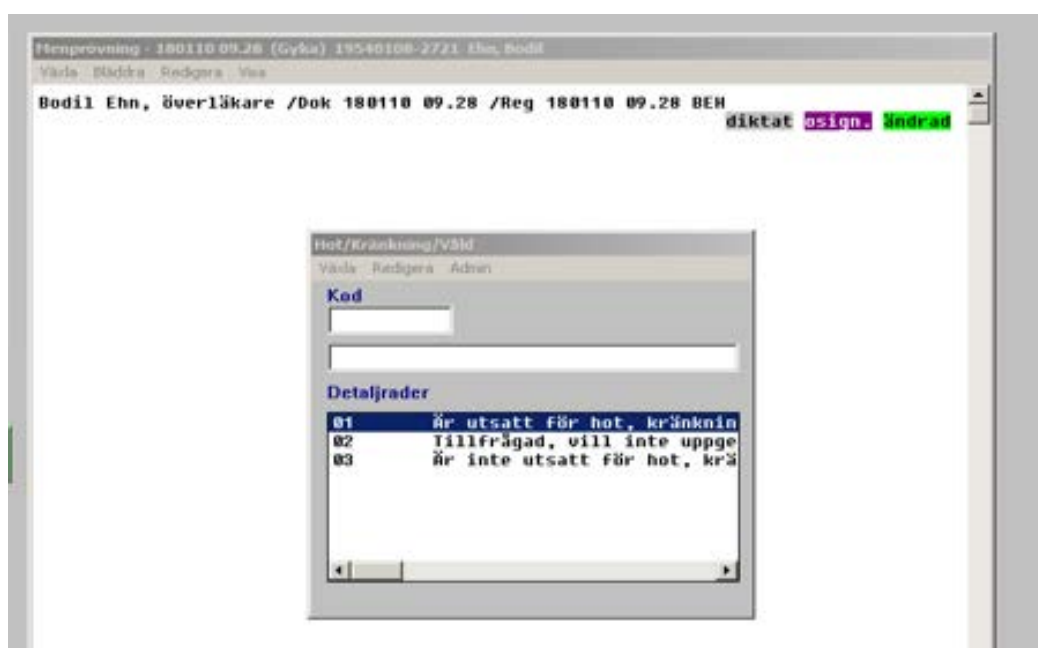 Menprövning - 180110 09.28 (Gyka) 19540108-2721 Ehn, Bodil
Växla Bläddra Redigera Visa
Bodil Ehn, överläkare /Dok 180110 09.28 /Reg 180110 09.28 BEH
diktat osign. ändrad
Hot/Kränkning/Våld
Växla Redigera Admin
Kod
Detaljrader
01 Är utsatt för hot, kränknin
02 Tillfrågad, vill inte uppge
03 Är inte utsatt för hot, krä